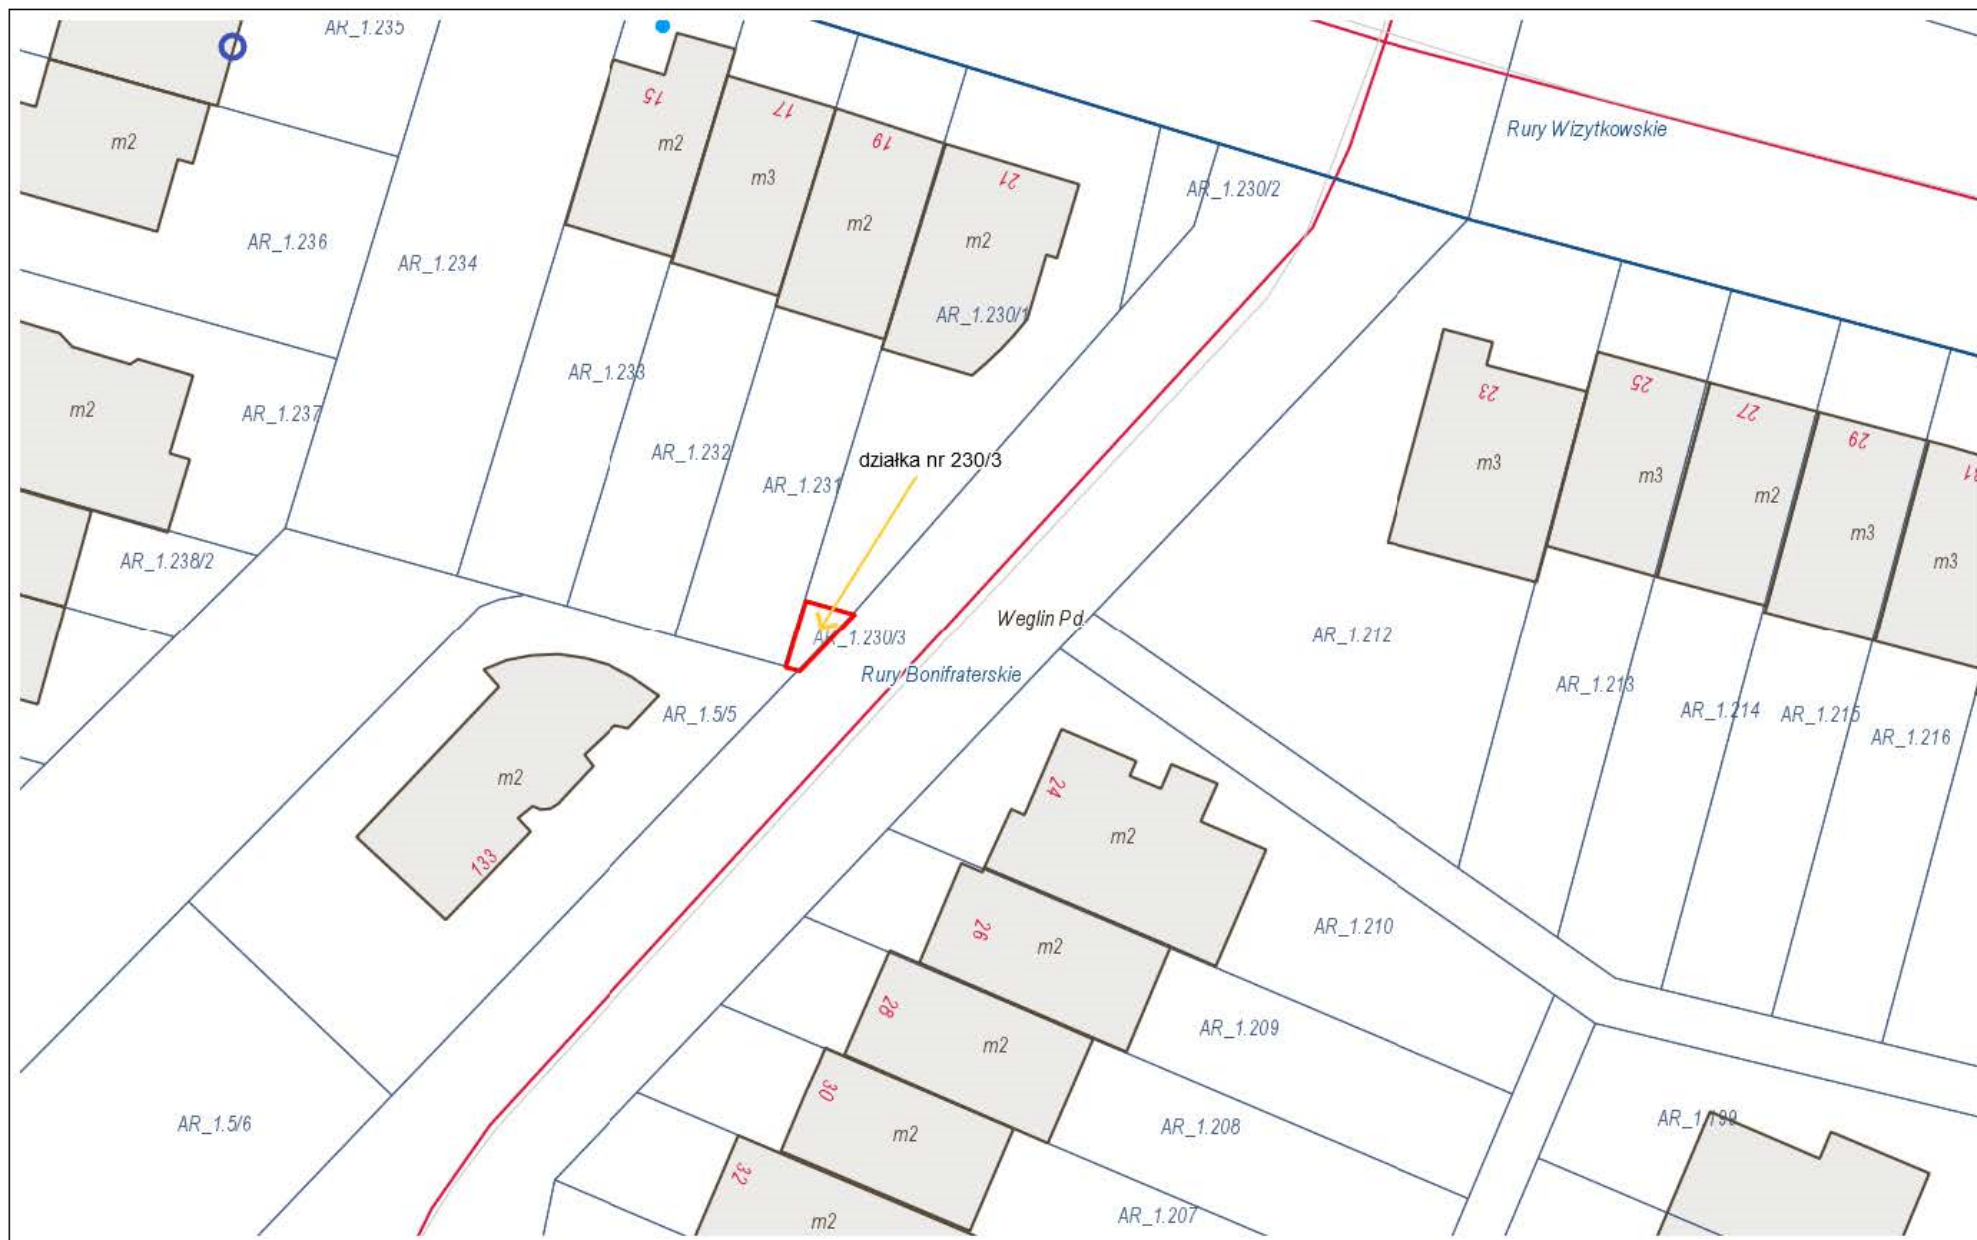 AR_1.235
Rury Wizytkowskie
15
17
19
21
m2
m2
m3
m2
m2
AR_1.230/2
AR_1.236
AR_1.234
AR_1.230/1
AR_1.233
23
25
27
29
m2
AR_1.237
AR_1.232
działka nr 230/3
AR_1.231
m3
m3
m2
m3
m3
AR_1.238/2
Weglin Pd.
AR_1.230/3
AR_1.212
Rury Bonifraterskie
AR_1.5/5
AR_1.213
AR_1.214
AR_1.215
AR_1.216
m2
133
24
m2
26
m2
AR_1.210
28
m2
AR_1.209
30
m2
AR_1.208
AR_1.5/6
AR_1.199
32
m2
AR_1.207